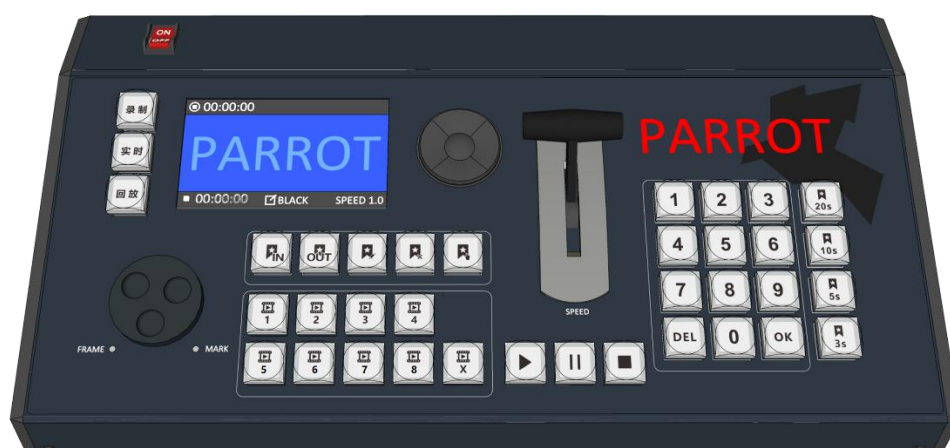 ON
OFF
录制
实时
回放
00:00:00
PARROT
00:00:00 BLACK SPEED 1.0
PARROT
IN
OUT
1 2 3 4
5 6 7 8 X
FRAME
MARK
SPEED
1 2 3 20s
4 5 6 10s
7 8 9 5s
DEL 0 OK 3s